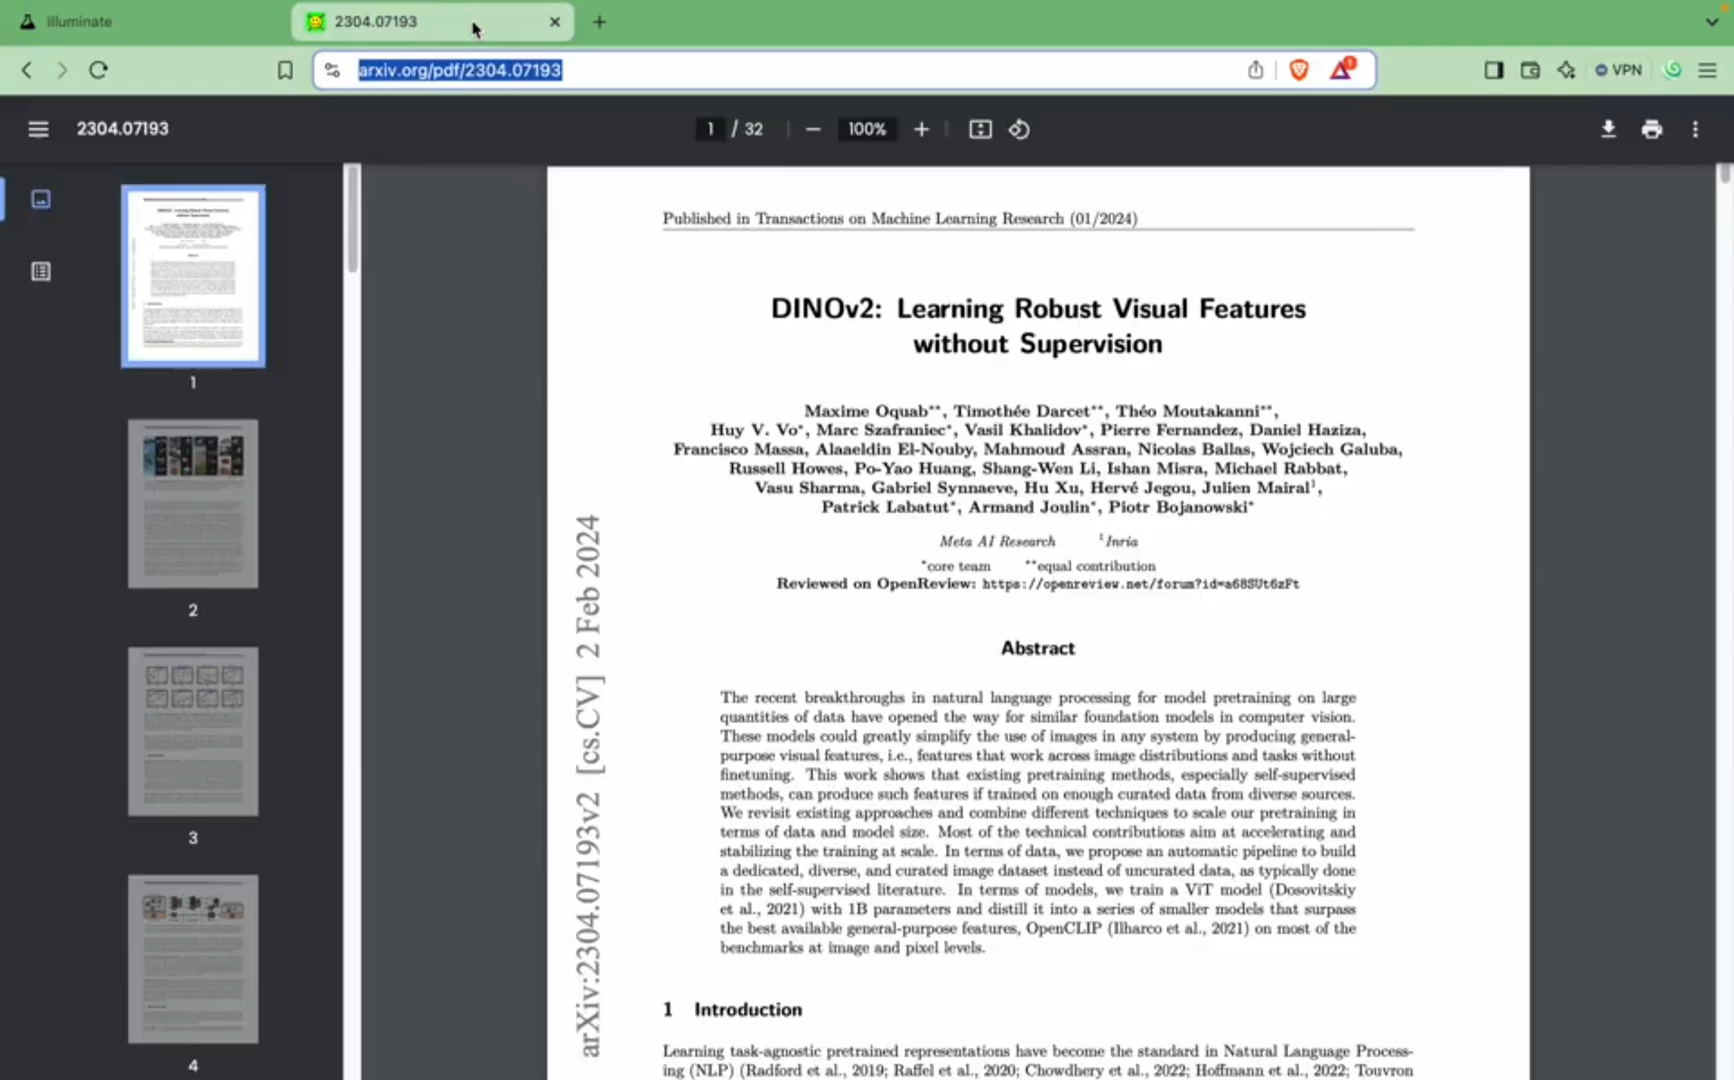 illuminate
2304.07193
arxiv.org/pdf/2304.07193
1
VPN
2304.07193
1 / 32
100%
1
2
3
4
Published in Transactions on Machine Learning Research (01/2024)
DINOv2: Learning Robust Visual Features
without Supervision
Maxime Oquab**, Timothée Darcet**, Théo Moutakanni**,
Huy V. Vo*, Marc Szafraniec*, Vasil Khalidov*, Pierre Fernandez, Daniel Haziza,
Francisco Massa, Alaaeldin El-Nouby, Mahmoud Assran, Nicolas Ballas, Wojciech Galuba,
Russell Howes, Po-Yao Huang, Shang-Wen Li, Ishan Misra, Michael Rabbat,
Vasu Sharma, Gabriel Synnaeve, Hu Xu, Hervé Jegou, Julien Mairal¹,
Patrick Labatut*, Armand Joulin*, Piotr Bojanowski*
Meta AI Research ¹Inria
*core team **equal contribution
Reviewed on OpenReview: https://openreview.net/forum?id=a68SUt6zFt
arXiv:2304.07193v2 [cs.CV] 2 Feb 2024
Abstract
The recent breakthroughs in natural language processing for model pretraining on large
quantities of data have opened the way for similar foundation models in computer vision.
These models could greatly simplify the use of images in any system by producing general-
purpose visual features, i.e., features that work across image distributions and tasks without
finetuning. This work shows that existing pretraining methods, especially self-supervised
methods, can produce such features if trained on enough curated data from diverse sources.
We revisit existing approaches and combine different techniques to scale our pretraining in
terms of data and model size. Most of the technical contributions aim at accelerating and
stabilizing the training at scale. In terms of data, we propose an automatic pipeline to build
a dedicated, diverse, and curated image dataset instead of uncurated data, as typically done
in the self-supervised literature. In terms of models, we train a ViT model (Dosovitskiy
et al., 2021) with 1B parameters and distill it into a series of smaller models that surpass
the best available general-purpose features, OpenCLIP (Ilharco et al., 2021) on most of the
benchmarks at image and pixel levels.
1 Introduction
Learning task-agnostic pretrained representations have become the standard in Natural Language Process-
ing (NLP) (Radford et al., 2019; Raffel et al., 2020; Chowdhery et al., 2022; Hoffmann et al., 2022; Touvron